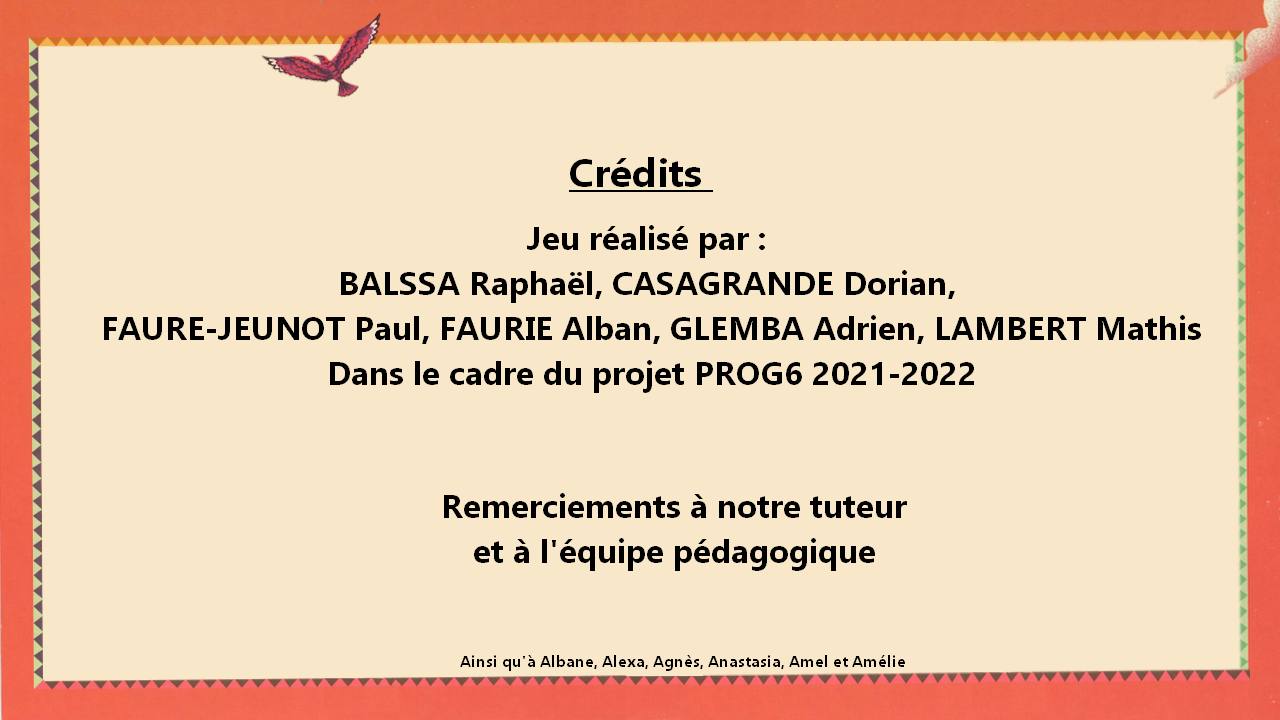 Crédits
Jeu réalisé par :
BALSSA Raphaël, CASAGRANDE Dorian,
FAURE-JEUNOT Paul, FAURIE Alban, GLEMBA Adrien, LAMBERT Mathis
Dans le cadre du projet PROG6 2021-2022
Remerciements à notre tuteur
et à l'équipe pédagogique
Ainsi qu'à Albane, Alexa, Agnès, Anastasia, Amel et Amélie